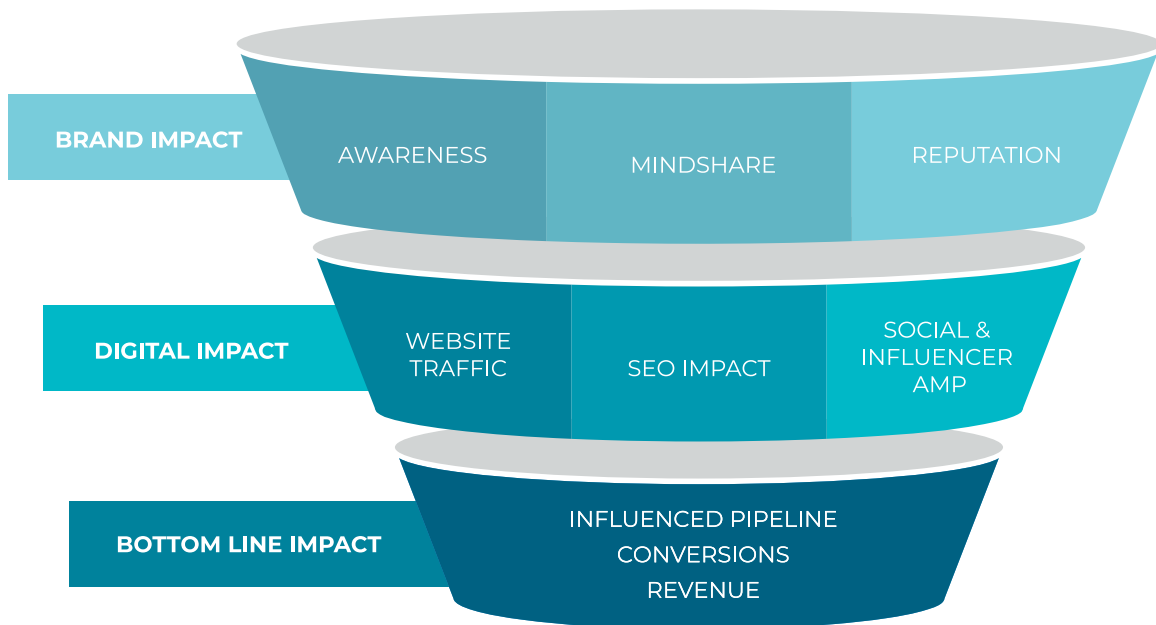 BRAND IMPACT
AWARENESS
MINDSHARE
REPUTATION
DIGITAL IMPACT
WEBSITE
TRAFFIC
SEO IMPACT
SOCIAL &
INFLUENCER
AMP
BOTTOM LINE IMPACT
INFLUENCED PIPELINE
CONVERSIONS
REVENUE